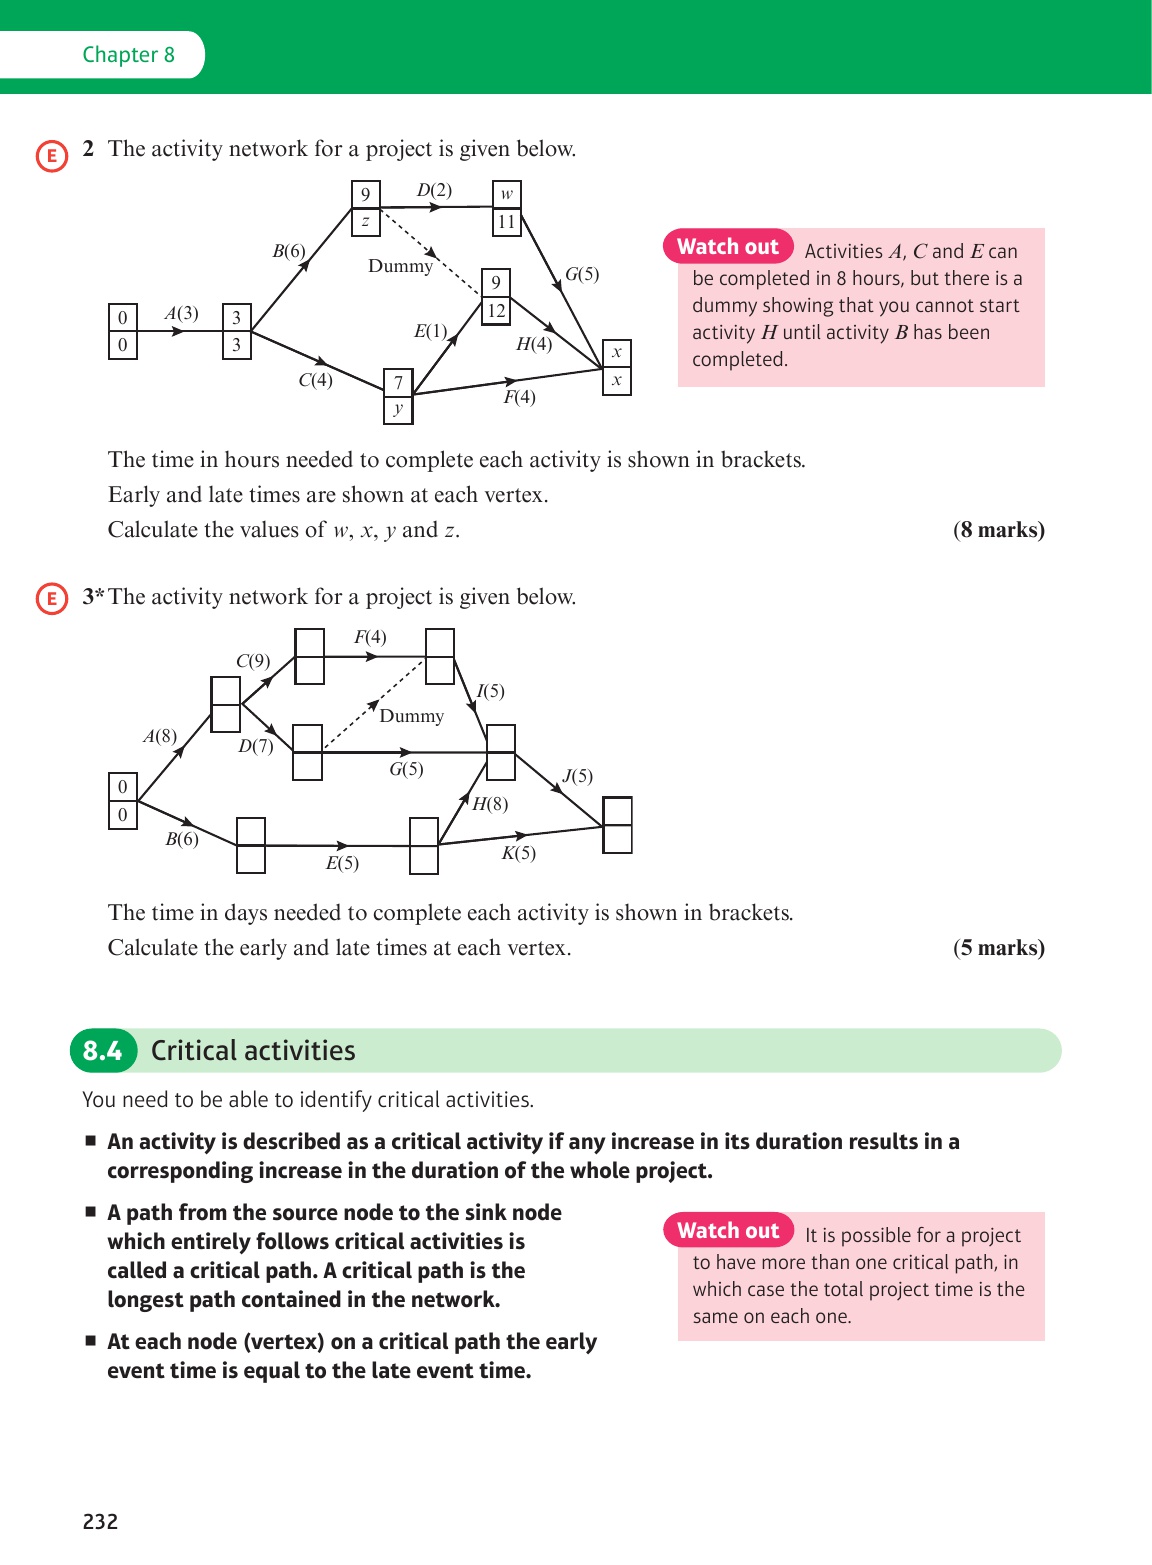 Chapter 8
E
2 The activity network for a project is given below.
9
z
D(2)
w
11
B(6)
Dummy
9
12
G(5)
0
0
A(3)
3
3
E(1)
H(4)
x
x
C(4)
7
y
F(4)
Watch out Activities A, C and E can
be completed in 8 hours, but there is a
dummy showing that you cannot start
activity H until activity B has been
completed.
The time in hours needed to complete each activity is shown in brackets.
Early and late times are shown at each vertex.
Calculate the values of w, x, y and z. (8 marks)
E
3* The activity network for a project is given below.
F(4)
C(9)
I(5)
Dummy
A(8)
D(7)
G(5)
J(5)
0
0
H(8)
B(6)
E(5)
K(5)
The time in days needed to complete each activity is shown in brackets.
Calculate the early and late times at each vertex. (5 marks)
8.4 Critical activities
You need to be able to identify critical activities.
■ An activity is described as a critical activity if any increase in its duration results in a
corresponding increase in the duration of the whole project.
■ A path from the source node to the sink node
which entirely follows critical activities is
called a critical path. A critical path is the
longest path contained in the network.
■ At each node (vertex) on a critical path the early
event time is equal to the late event time.
Watch out It is possible for a project
to have more than one critical path, in
which case the total project time is the
same on each one.
232